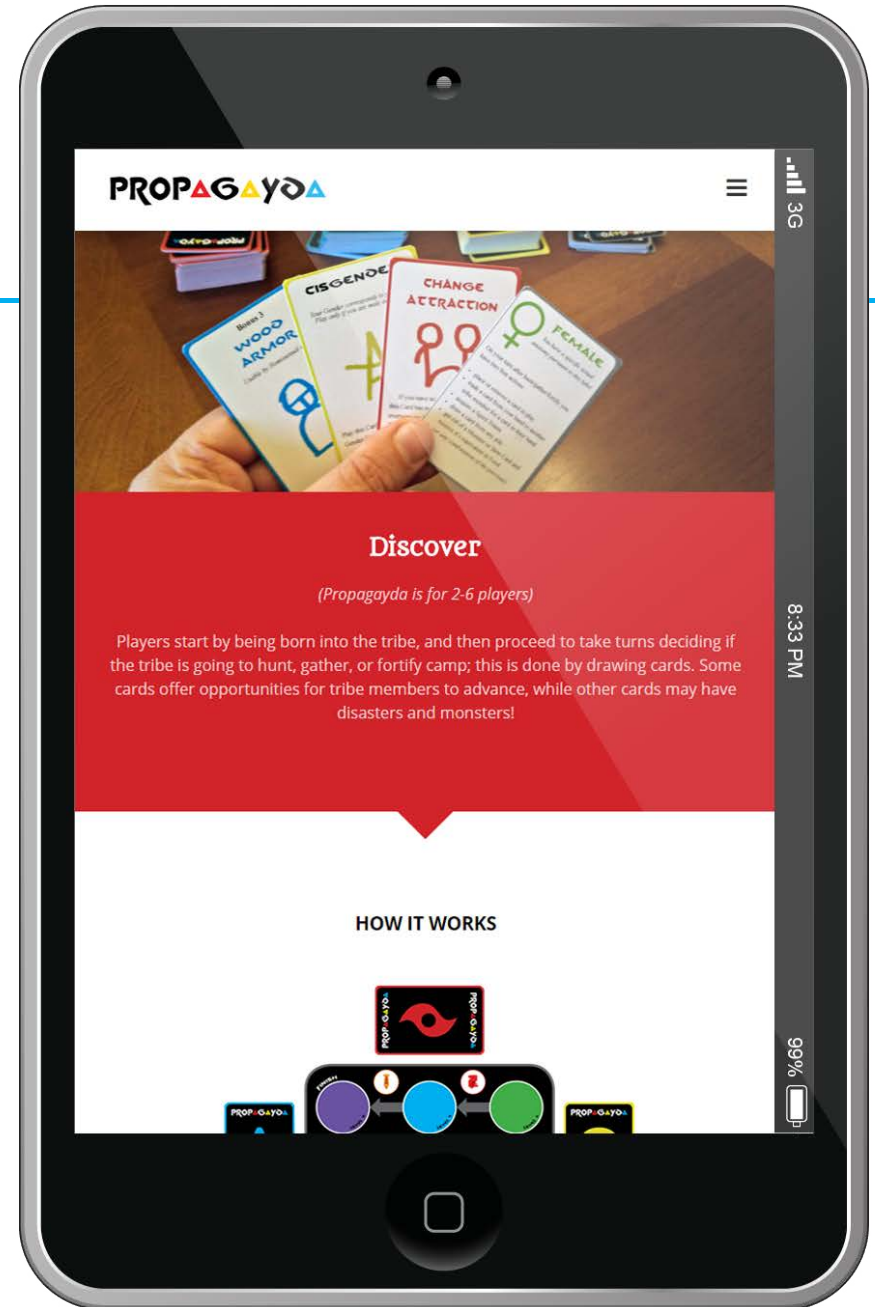 PROPAGAYDA
3G
8:33 PM
99%
Bonus 3
WOOD
ARMOR
CISGENDE
CHANGE
ATTRACTION
FEMALE
Discover
(Propagayda is for 2-6 players)
Players start by being born into the tribe, and then proceed to take turns deciding if
the tribe is going to hunt, gather, or fortify camp; this is done by drawing cards. Some
cards offer opportunities for tribe members to advance, while other cards may have
disasters and monsters!
HOW IT WORKS
PROPAGAYDA
PROPAGAYDA
PROPAGAYDA
PROPAGAYDA